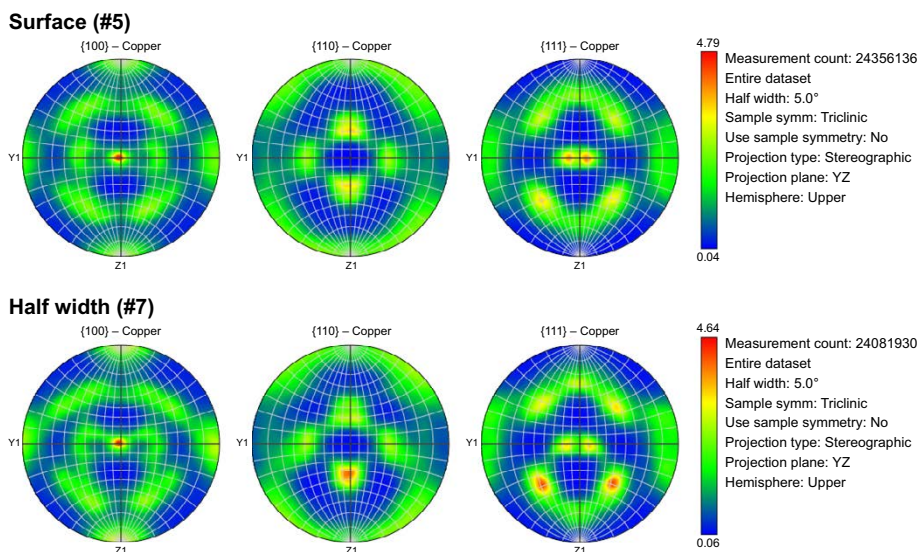 Surface (#5)
{100} – Copper {110} – Copper {111} – Copper
Y1 Y1 Y1
Z1 Z1 Z1
4.79
0.04
Measurement count: 24356136
Entire dataset
Half width: 5.0°
Sample symm: Triclinic
Use sample symmetry: No
Projection type: Stereographic
Projection plane: YZ
Hemisphere: Upper
Half width (#7)
{100} – Copper {110} – Copper {111} – Copper
Y1 Y1 Y1
Z1 Z1 Z1
4.64
0.06
Measurement count: 24081930
Entire dataset
Half width: 5.0°
Sample symm: Triclinic
Use sample symmetry: No
Projection type: Stereographic
Projection plane: YZ
Hemisphere: Upper